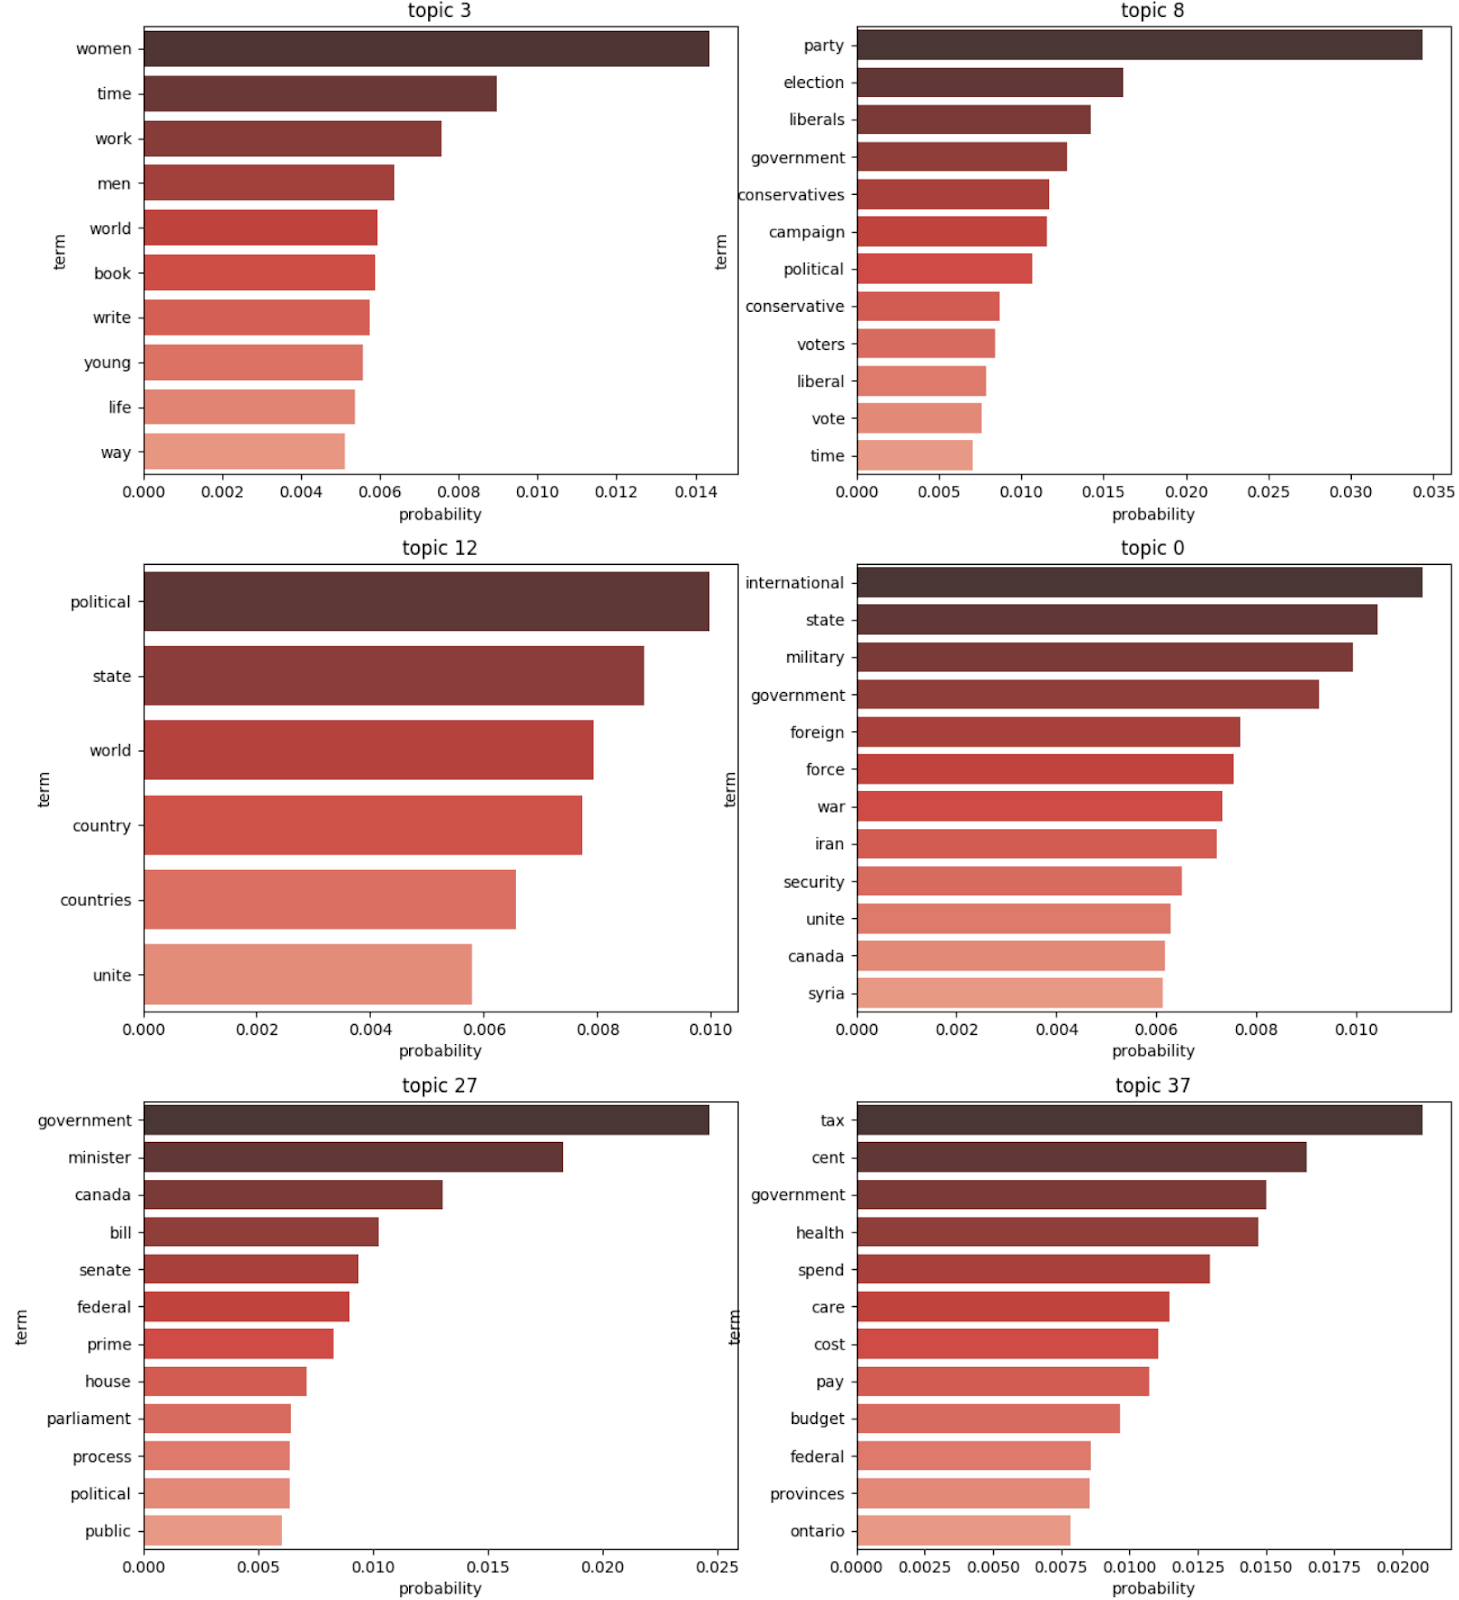 topic 3
women
time
work
men
world
book
write
young
life
way
term
0.000 0.002 0.004 0.006 0.008 0.010 0.012 0.014
probability
topic 8
party
election
liberals
government
conservatives
campaign
political
conservative
voters
liberal
vote
time
term
0.000 0.005 0.010 0.015 0.020 0.025 0.030 0.035
probability
topic 12
political
state
world
country
countries
unite
term
0.000 0.002 0.004 0.006 0.008 0.010
probability
topic 0
international
state
military
government
foreign
force
war
iran
security
unite
canada
syria
term
0.000 0.002 0.004 0.006 0.008 0.010
probability
topic 27
government
minister
canada
bill
senate
federal
prime
house
parliament
process
political
public
term
0.000 0.005 0.010 0.015 0.020 0.025
probability
topic 37
tax
cent
government
health
spend
care
cost
pay
budget
federal
provinces
ontario
term
0.0000 0.0025 0.0050 0.0075 0.0100 0.0125 0.0150 0.0175 0.0200
probability